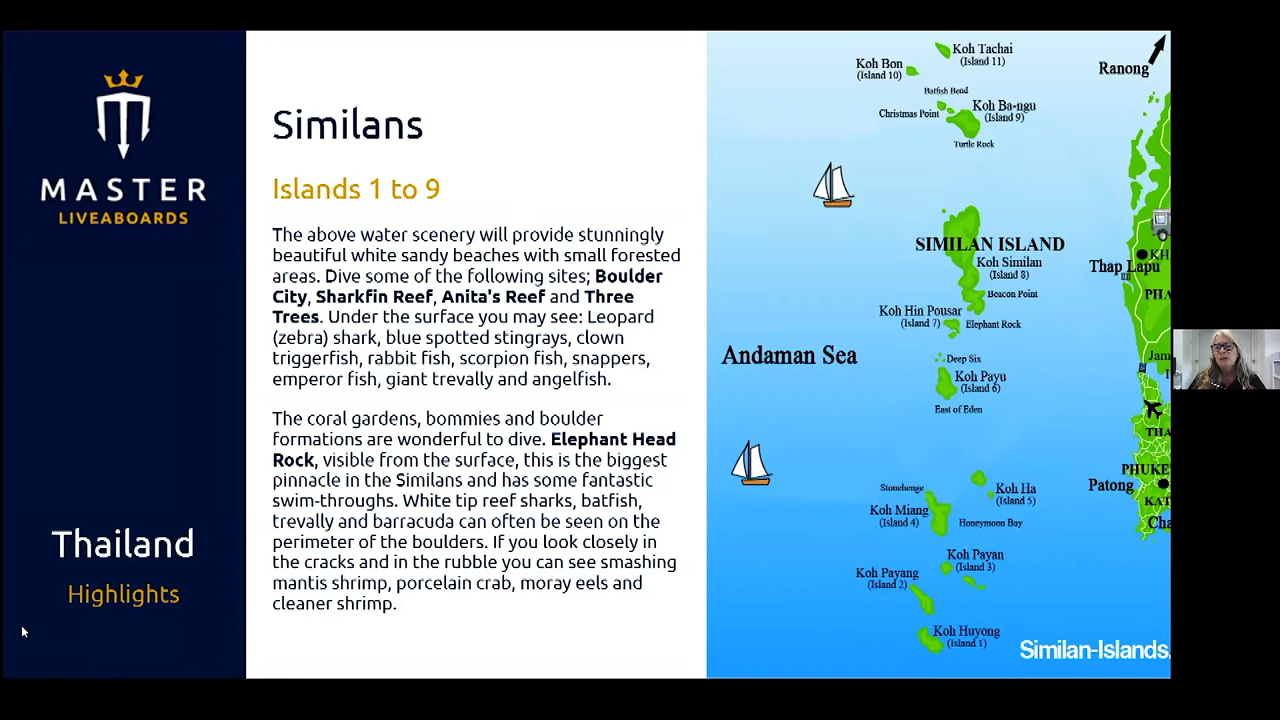 MASTER
LIVEABOARDS
Thailand
Highlights
Similans
Islands 1 to 9
The above water scenery will provide stunningly
beautiful white sandy beaches with small forested
areas. Dive some of the following sites; Boulder
City, Sharkfin Reef, Anita's Reef and Three
Trees. Under the surface you may see: Leopard
(zebra) shark, blue spotted stingrays, clown
triggerfish, rabbit fish, scorpion fish, snappers,
emperor fish, giant trevally and angelfish.
The coral gardens, bommies and boulder
formations are wonderful to dive. Elephant Head
Rock, visible from the surface, this is the biggest
pinnacle in the Similans and has some fantastic
swim-throughs. White tip reef sharks, batfish,
trevally and barracuda can often be seen on the
perimeter of the boulders. If you look closely in
the cracks and in the rubble you can see smashing
mantis shrimp, porcelain crab, moray eels and
cleaner shrimp.
Koh Tachai
(Island 11)
Koh Bon
(Island 10)
Ranong
Batfish Bend
Koh Ba-ngu
(Island 9)
Christmas Point
Turtle Rock
SIMILAN ISLAND
Koh Similan
(Island 8)
Thap Lapu
KH
Beacon Point
PHA
Koh Hin Pousar
(Island 7)
Elephant Rock
Andaman Sea
Deep Six
Jam
Koh Payu
(Island 6)
East of Eden
THA
PHUKE
Patong
KAT
Cha
Stonehenge
Koh Ha
(Island 5)
Koh Miang
(Island 4)
Honeymoon Bay
Koh Payan
(Island 3)
Koh Payang
(Island 2)
Koh Huyong
(Island 1)
Similan-Islands.